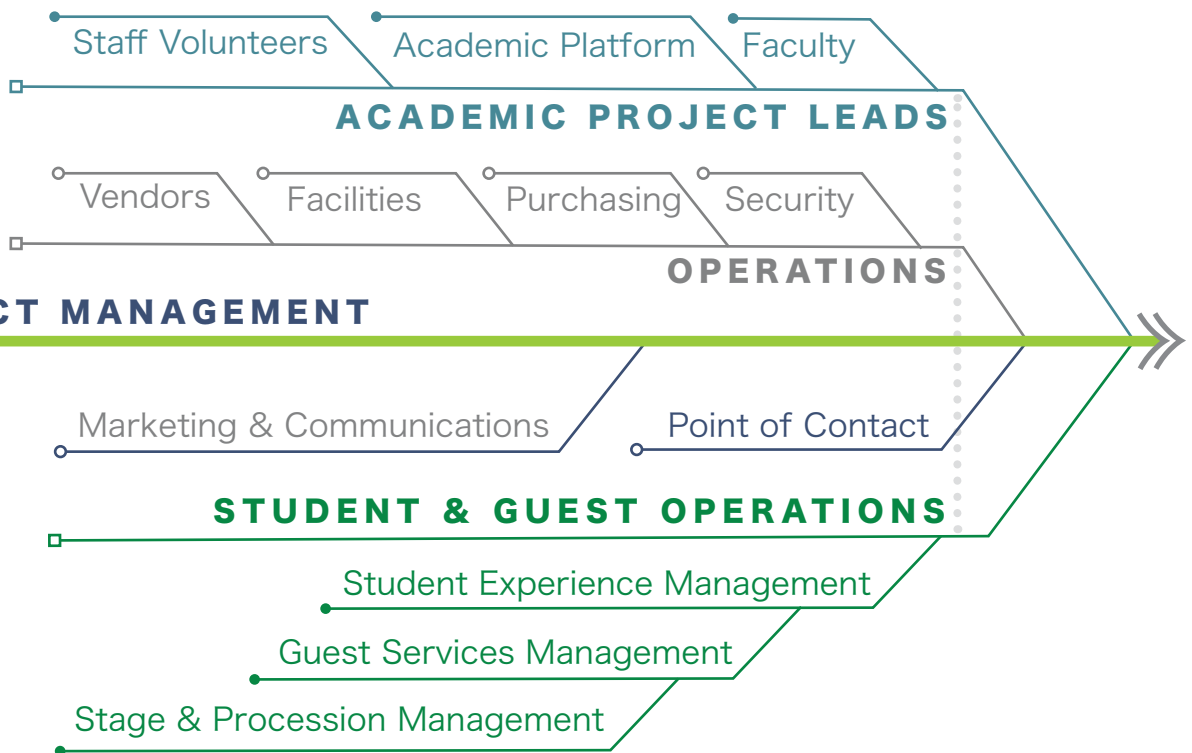 Staff Volunteers
Academic Platform
Faculty
ACADEMIC PROJECT LEADS
Vendors
Facilities
Purchasing
Security
OPERATIONS
CT MANAGEMENT
Marketing & Communications
Point of Contact
STUDENT & GUEST OPERATIONS
Student Experience Management
Guest Services Management
Stage & Procession Management